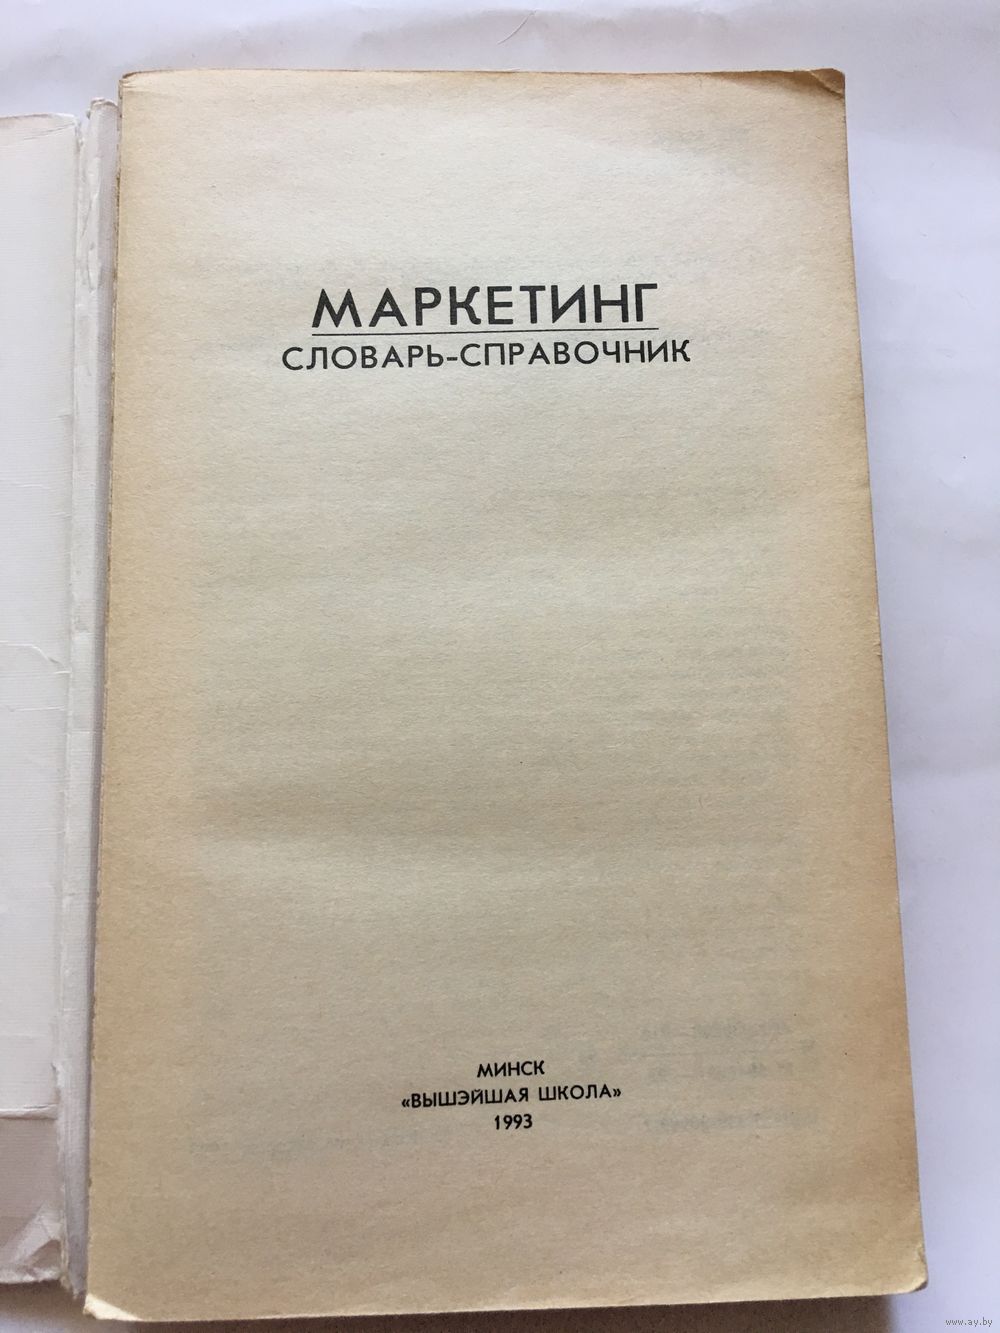 МАРКЕТИНГ
СЛОВАРЬ-СПРАВОЧНИК
МИНСК
«ВЫШЭЙШАЯ ШКОЛА»
1993
www.ay.by